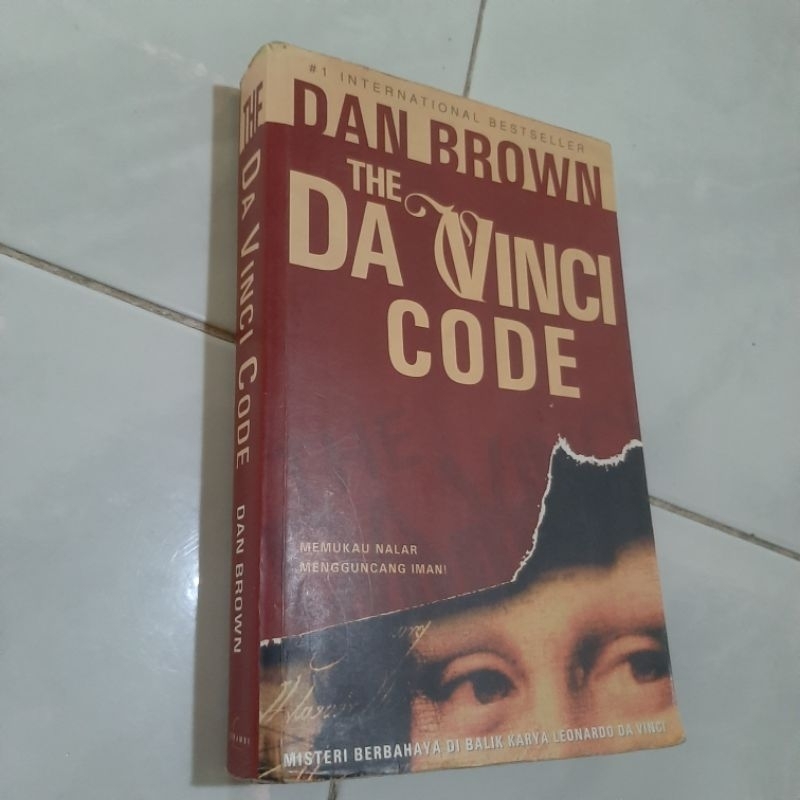 #1 INTERNATIONAL BESTSELLER
DAN BROWN
THE
DA VINCI
CODE
MEMUKAU NALAR
MENGGUNCANG IMAN!
MISTERI BERBAHAYA DI BALIK KARYA LEONARDO DA VINCI
THE DA VINCI CODE DAN BROWN